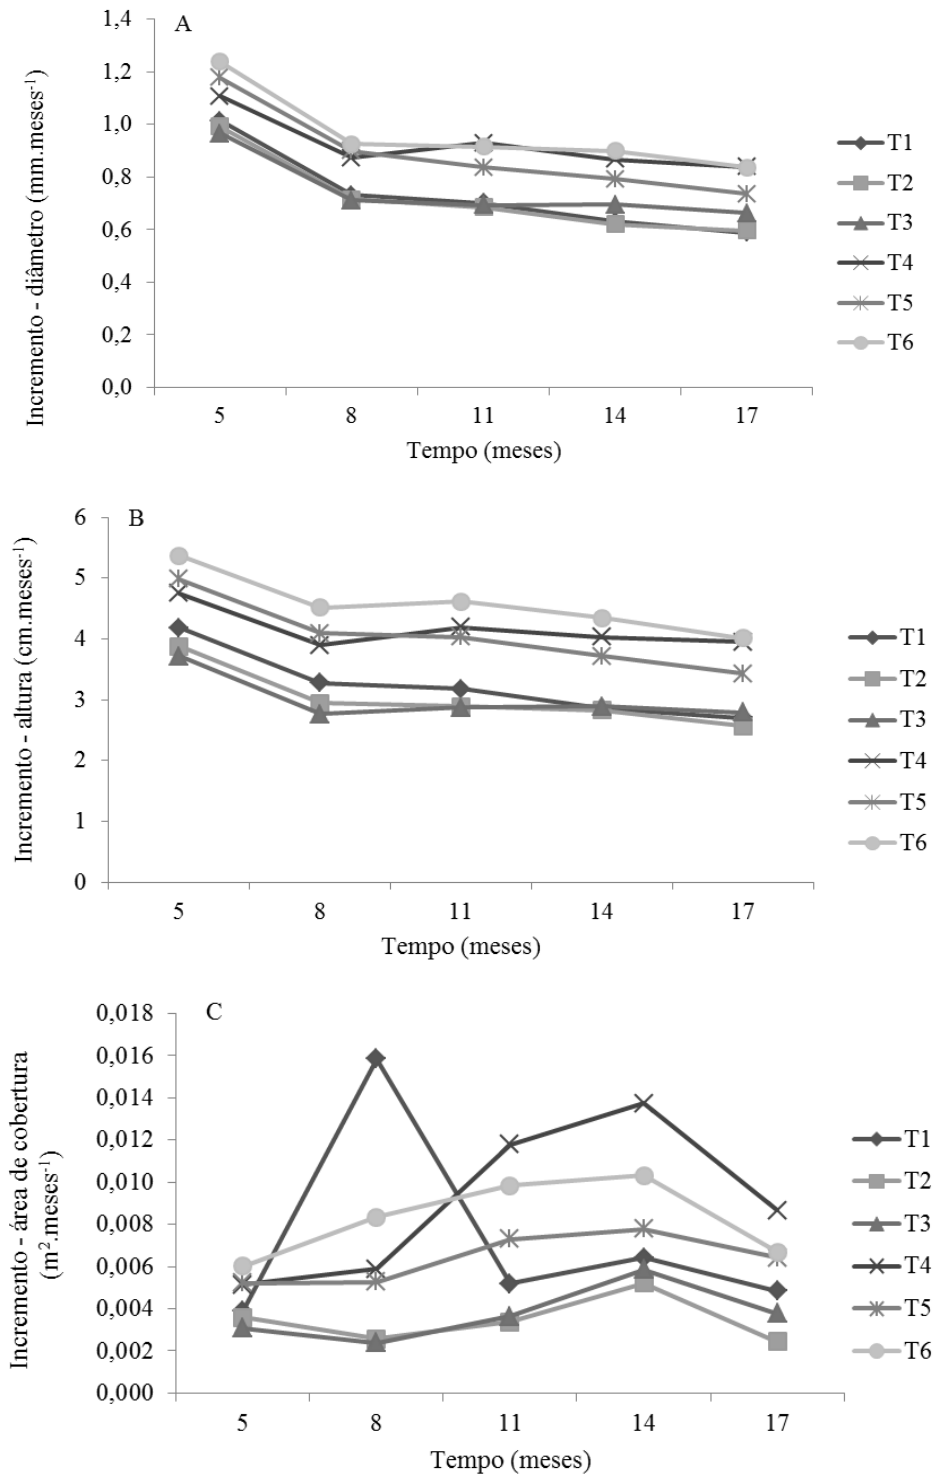 A
Incremento - diâmetro (mm.meses⁻¹)
1,4
1,2
1,0
0,8
0,6
0,4
0,2
0,0
5 8 11 14 17
Tempo (meses)
T1
T2
T3
T4
T5
T6
B
Incremento - altura (cm.meses⁻¹)
6
5
4
3
2
1
0
5 8 11 14 17
Tempo (meses)
T1
T2
T3
T4
T5
T6
C
Incremento - área de cobertura
(m².meses⁻¹)
0,018
0,016
0,014
0,012
0,010
0,008
0,006
0,004
0,002
0,000
5 8 11 14 17
Tempo (meses)
T1
T2
T3
T4
T5
T6